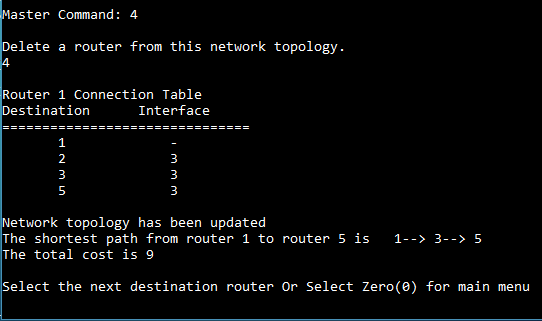 Master Command: 4
Delete a router from this network topology.
4
Router 1 Connection Table
Destination Interface
===============================
1 -
2 3
3 3
5 3
Network topology has been updated
The shortest path from router 1 to router 5 is 1--> 3--> 5
The total cost is 9
Select the next destination router Or Select Zero(0) for main menu